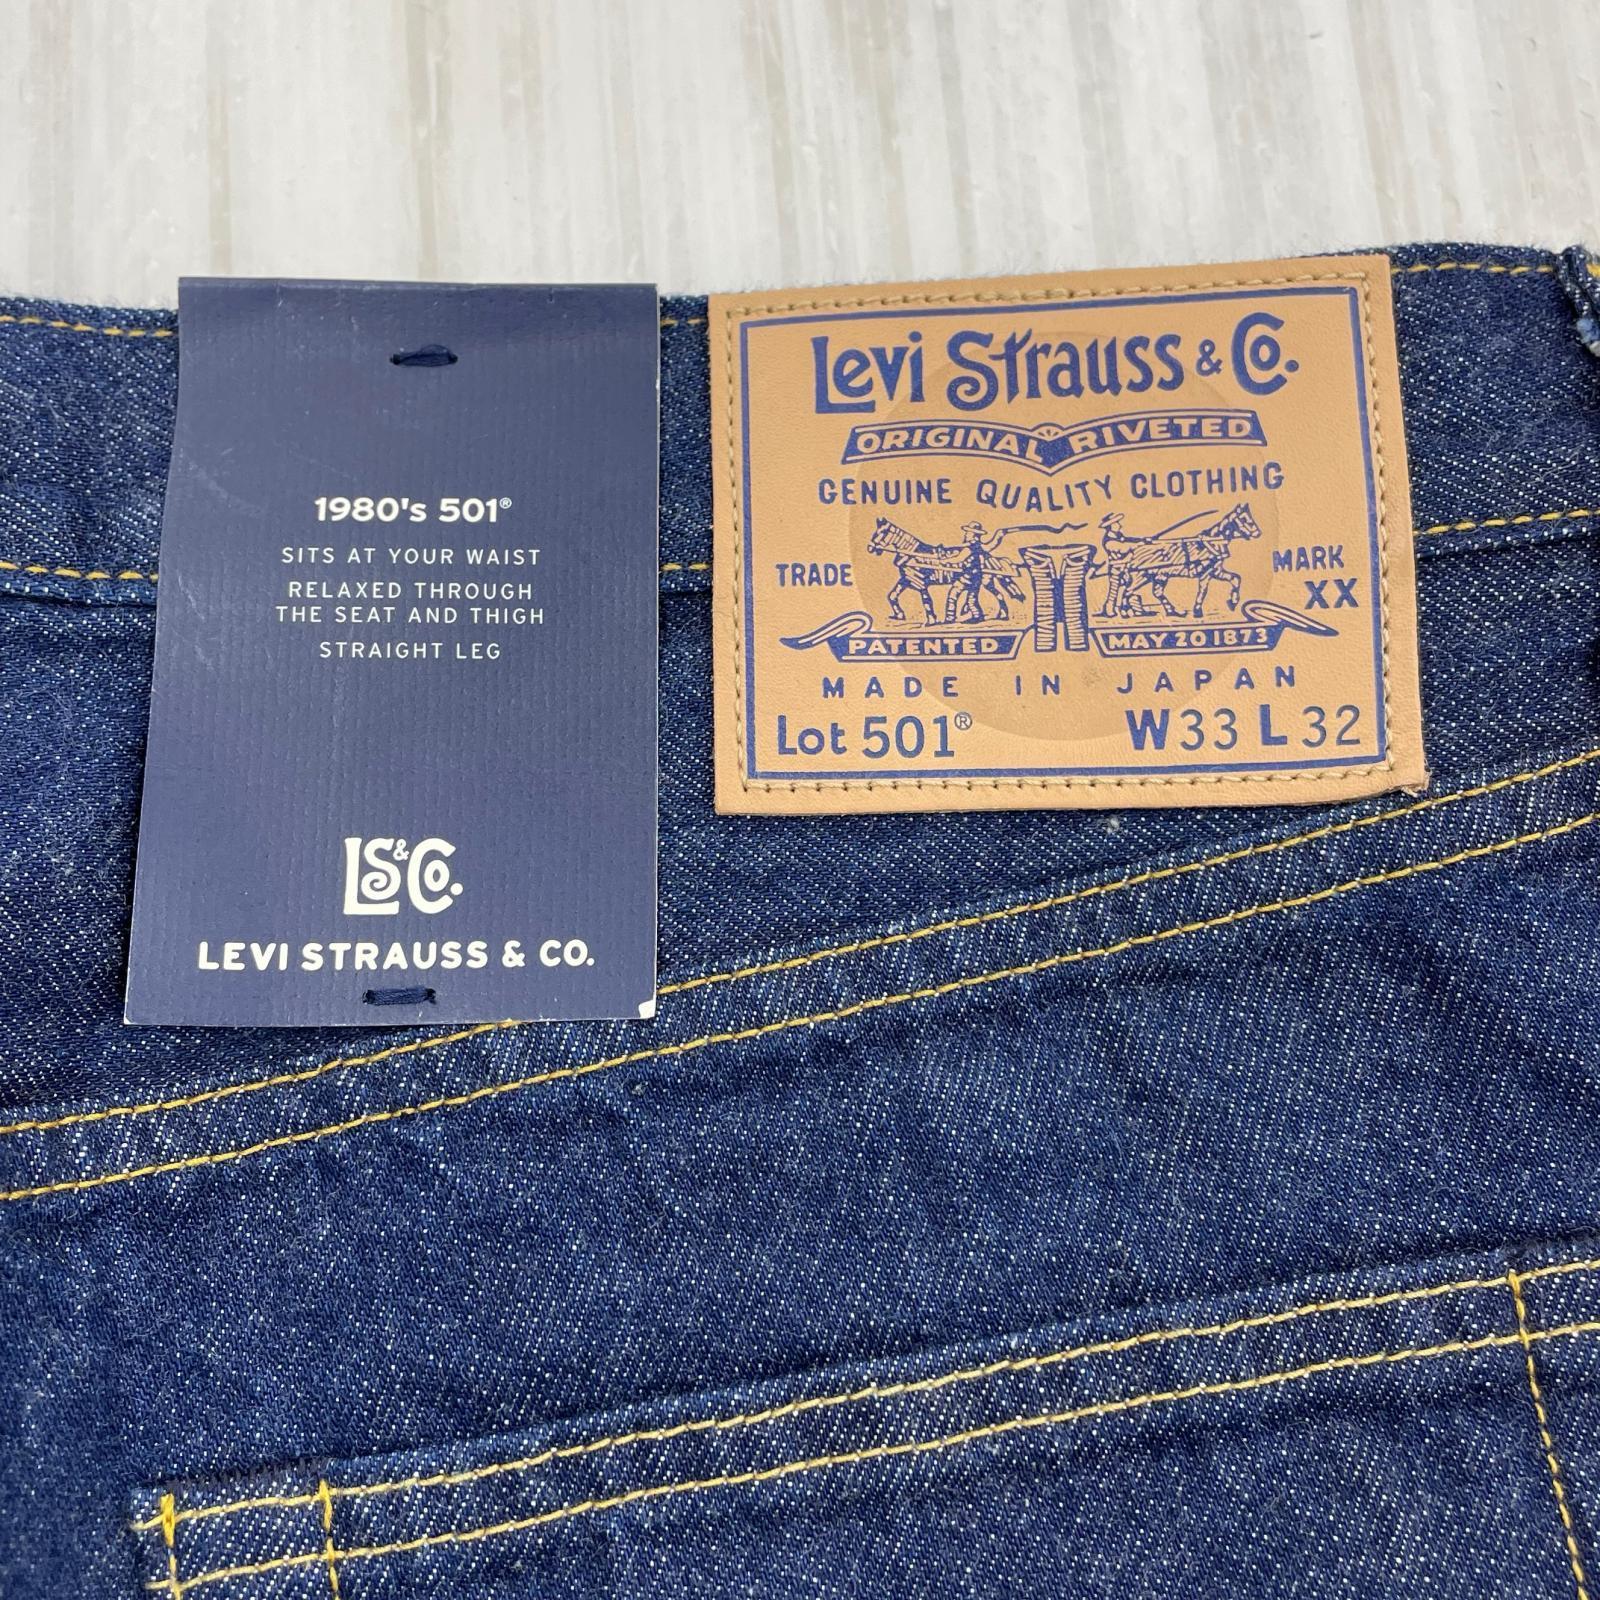 1980's 501®
SITS AT YOUR WAIST
RELAXED THROUGH
THE SEAT AND THIGH
STRAIGHT LEG
LS&Co.
LEVI STRAUSS & CO.
Levi Strauss & Co.
ORIGINAL RIVETED
GENUINE QUALITY CLOTHING
TRADE MARK
XX
PATENTED MAY 20 1873
MADE IN JAPAN
Lot 501® W33 L32